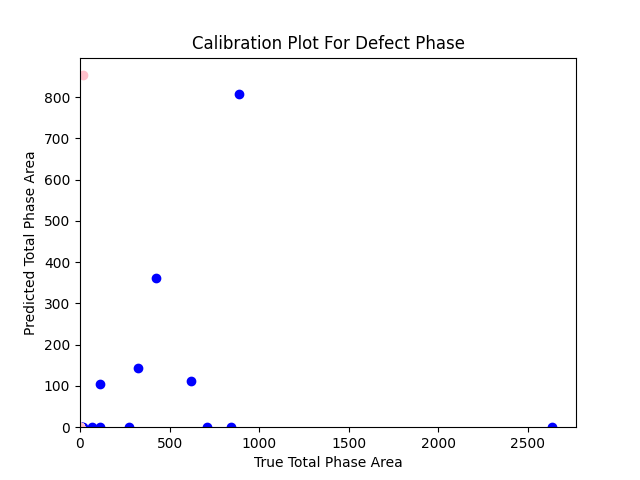 Calibration Plot For Defect Phase
Predicted Total Phase Area
800
700
600
500
400
300
200
100
0
0 500 1000 1500 2000 2500
True Total Phase Area